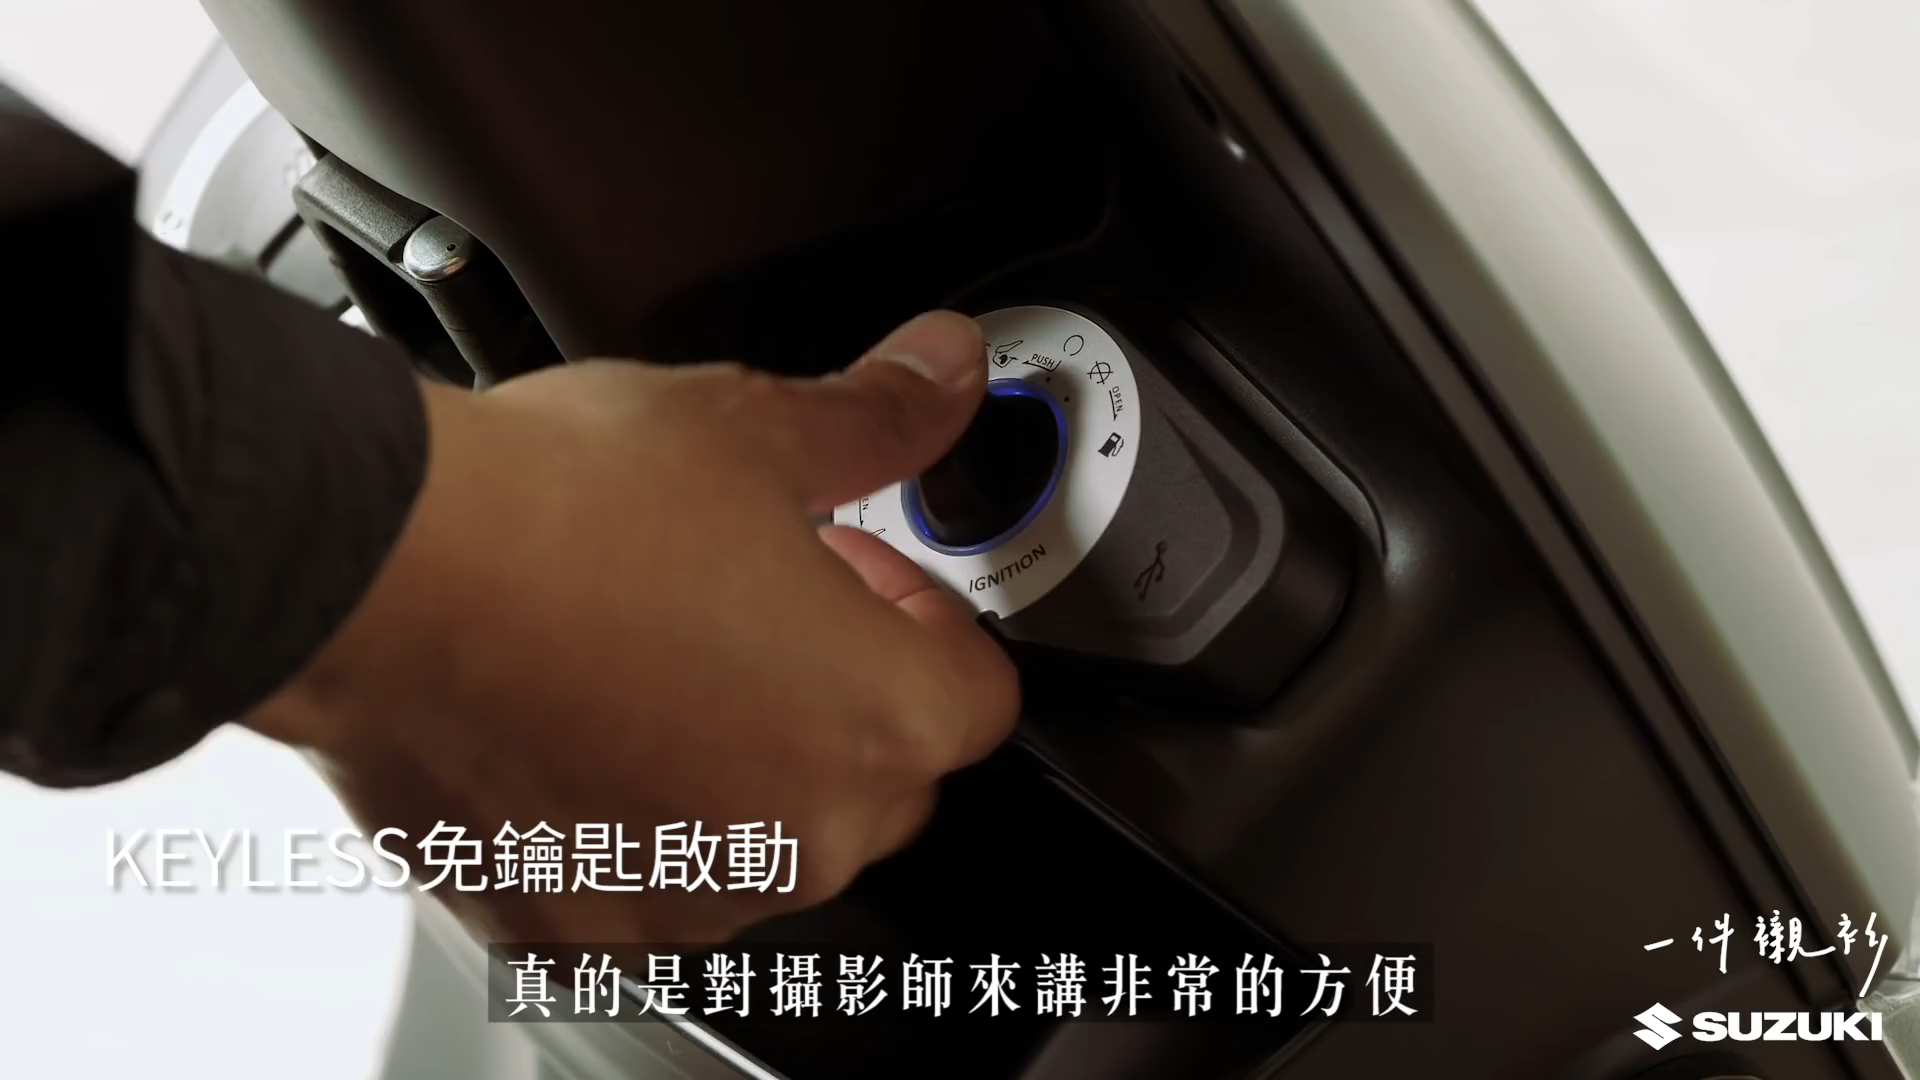 PUSH
OPEN
EN
IGNITION
KEYLESS免鑰匙啟動
真的是對攝影師來講非常的方便
一件襯衫
SUZUKI